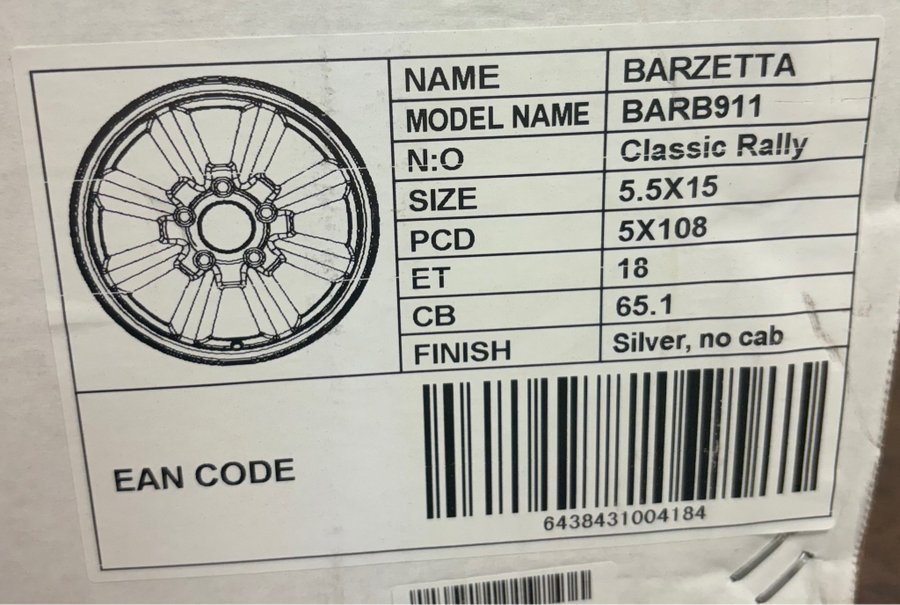 NAME BARZETTA
MODEL NAME BARB911
N:O Classic Rally
SIZE 5.5X15
PCD 5X108
ET 18
CB 65.1
FINISH Silver, no cab
EAN CODE
6438431004184